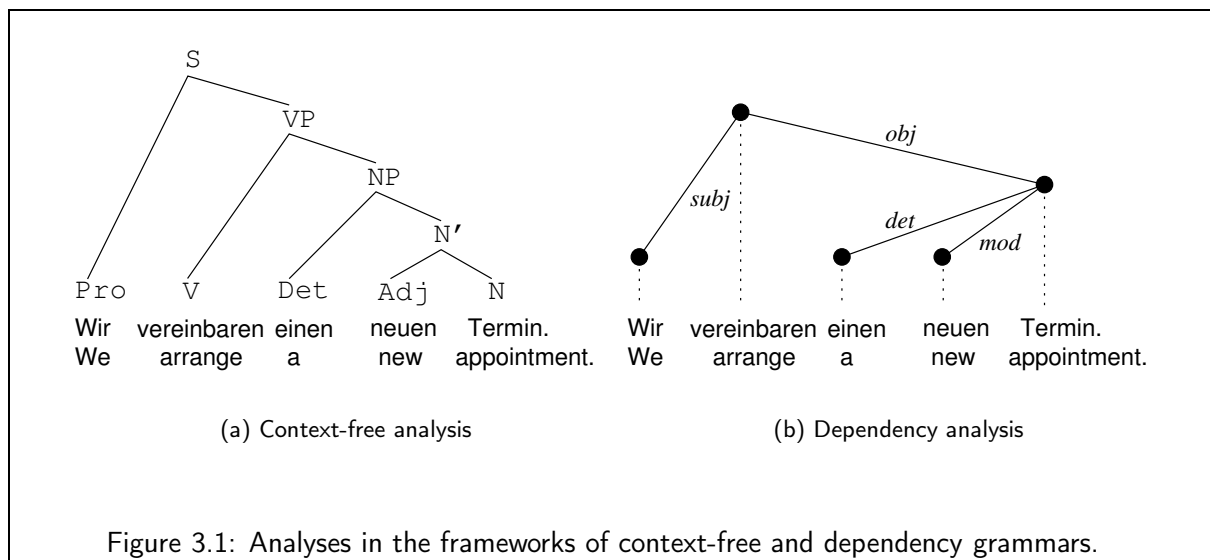 S
VP
NP
N'
Pro V Det Adj N
Wir vereinbaren einen neuen Termin.
We arrange a new appointment.
(a) Context-free analysis
obj
subj
det
mod
Wir vereinbaren einen neuen Termin.
We arrange a new appointment.
(b) Dependency analysis
Figure 3.1: Analyses in the frameworks of context-free and dependency grammars.